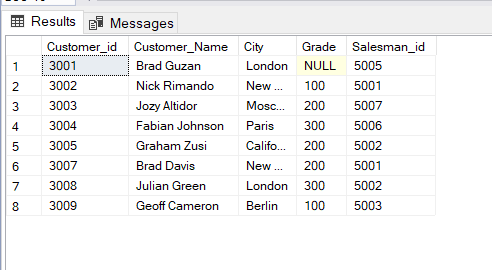 Results Messages
Customer_id Customer_Name City Grade Salesman_id
1 3001 Brad Guzan London NULL 5005
2 3002 Nick Rimando New ... 100 5001
3 3003 Jozy Altidor Mosc... 200 5007
4 3004 Fabian Johnson Paris 300 5006
5 3005 Graham Zusi Califo... 200 5002
6 3007 Brad Davis New ... 200 5001
7 3008 Julian Green London 300 5002
8 3009 Geoff Cameron Berlin 100 5003